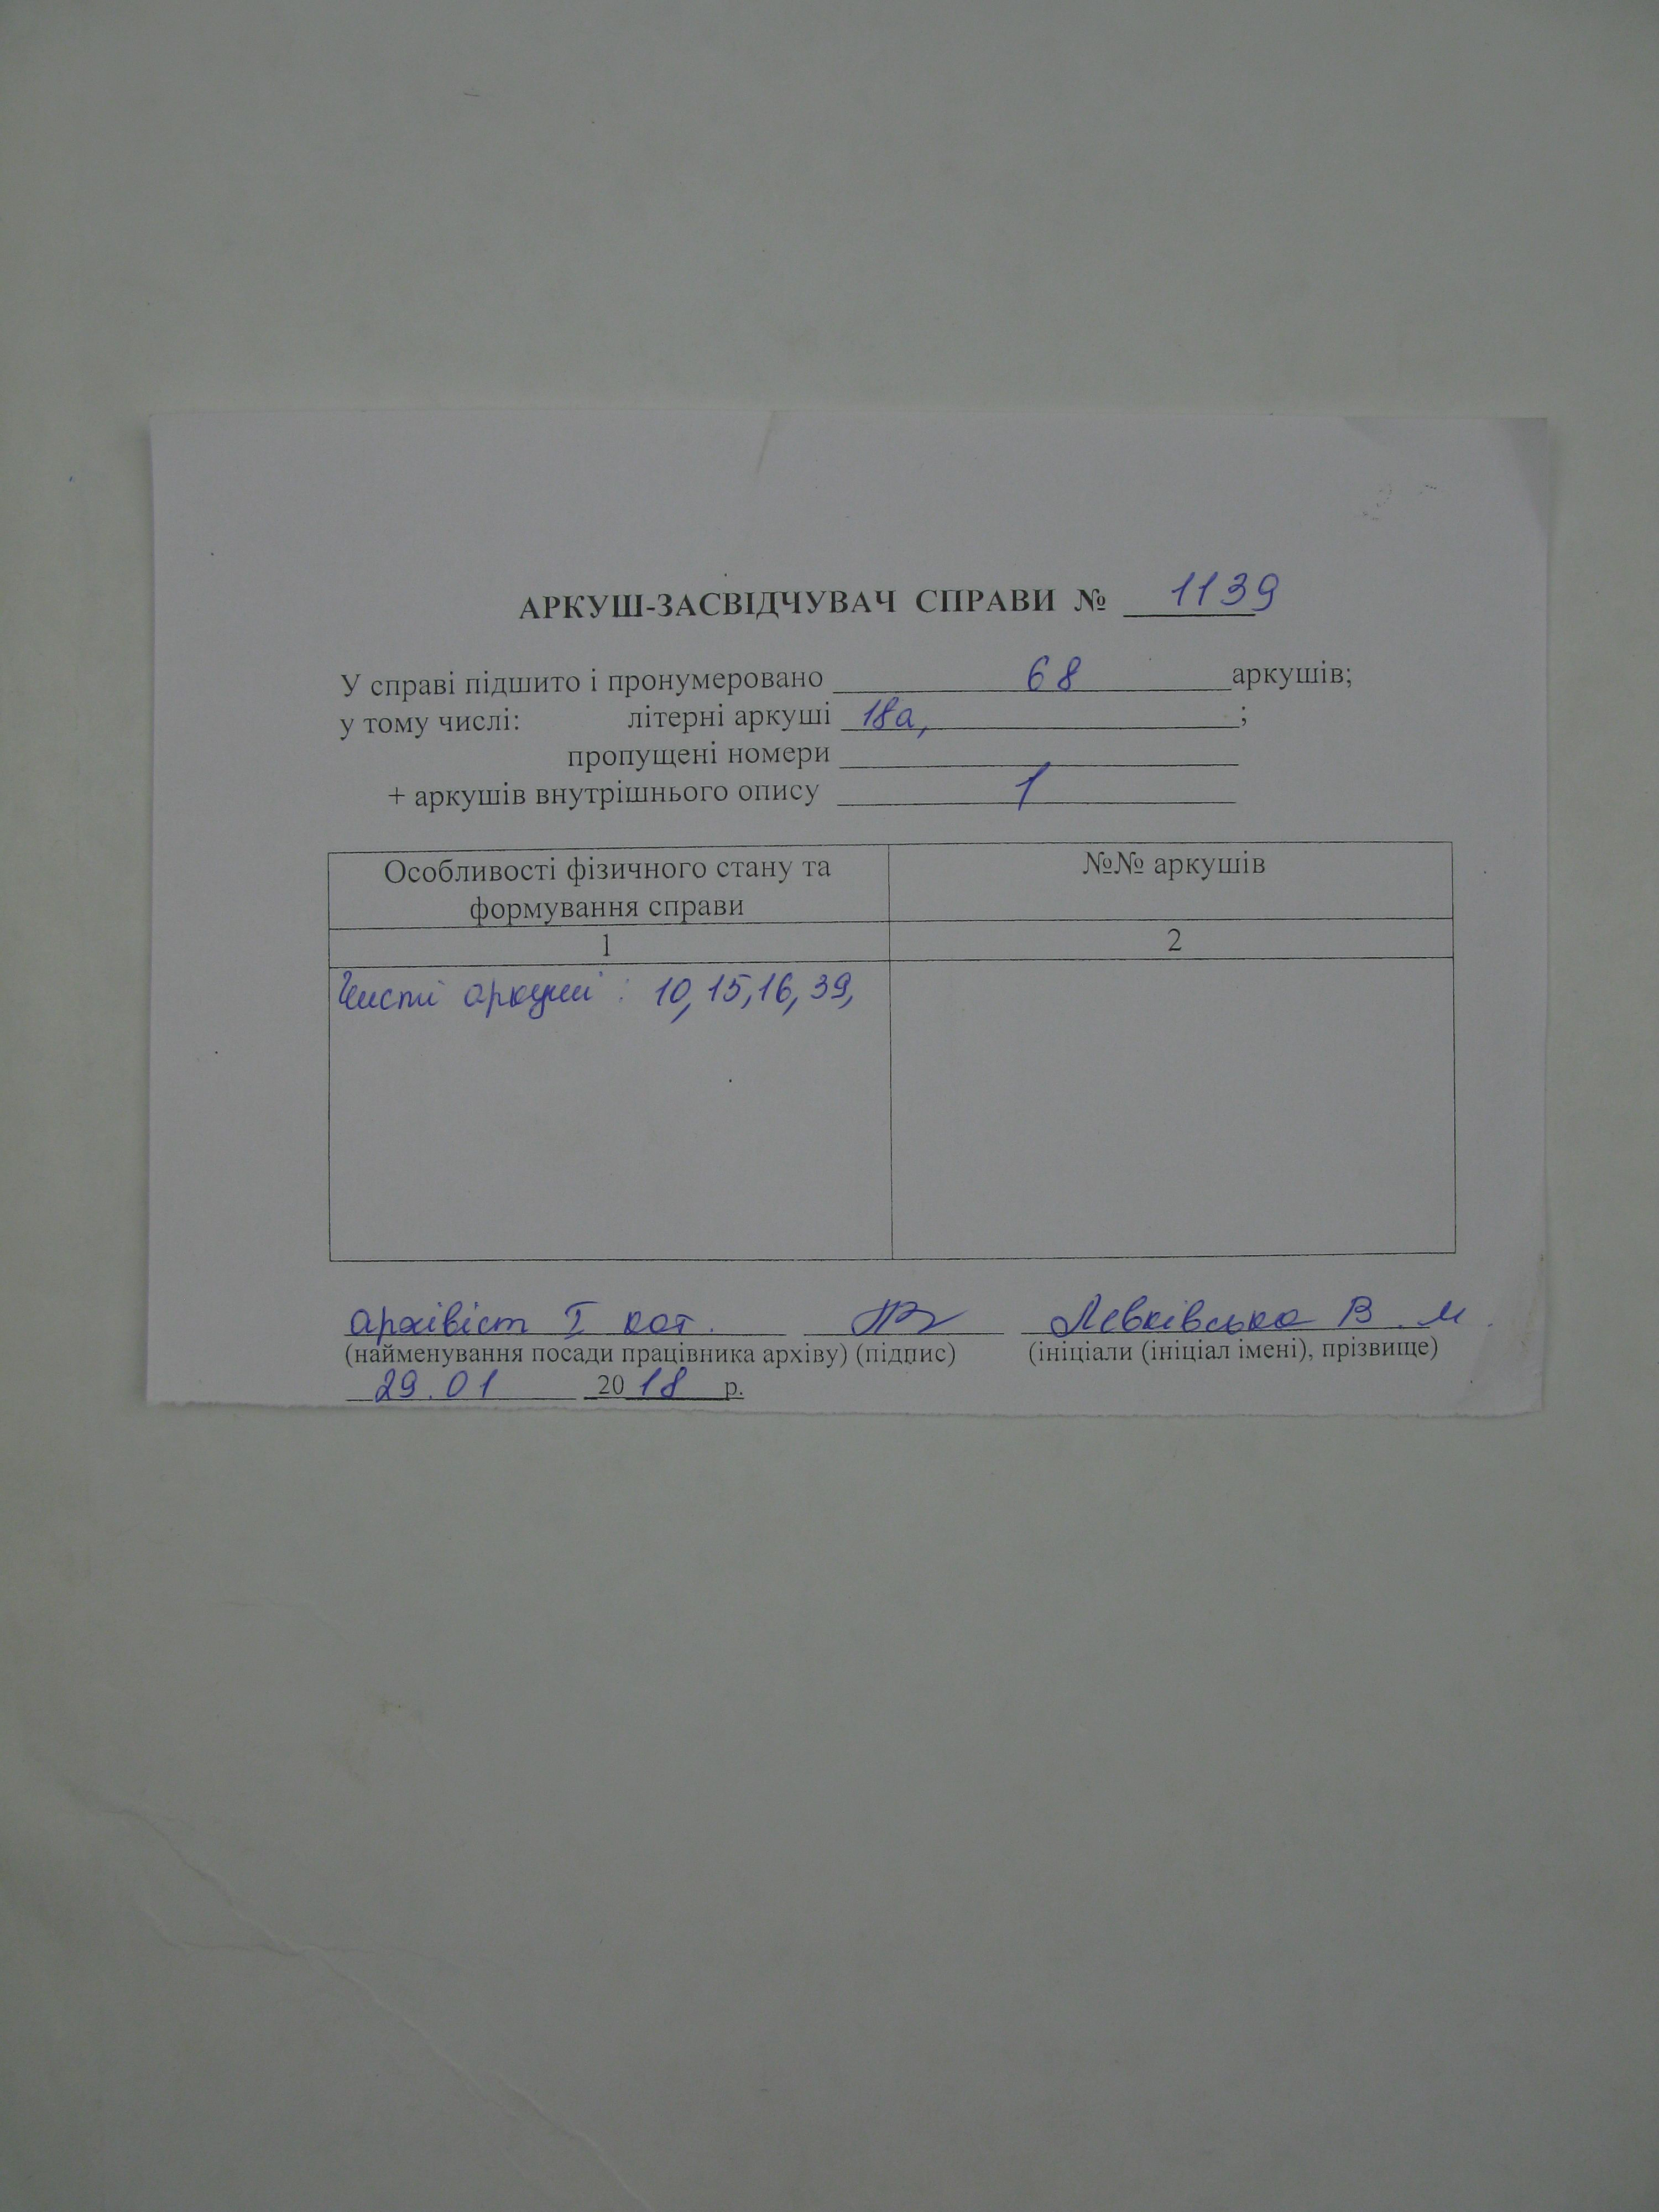 АРКУШ-ЗАСВІДЧУВАЧ СПРАВИ № 1139
У справі підшито і пронумеровано 68 аркушів;
у тому числі: літерні аркуші 18а, ;
пропущені номери
+ аркушів внутрішнього опису 1
Особливості фізичного стану та №№ аркушів
формування справи
1 2
Чисті аркуші : 10, 15, 16, 39,
архівіст І кат. Левківська В. М.
(найменування посади працівника архіву) (підпис) (ініціали (ініціал імені), прізвище)
29.01 2018 р.